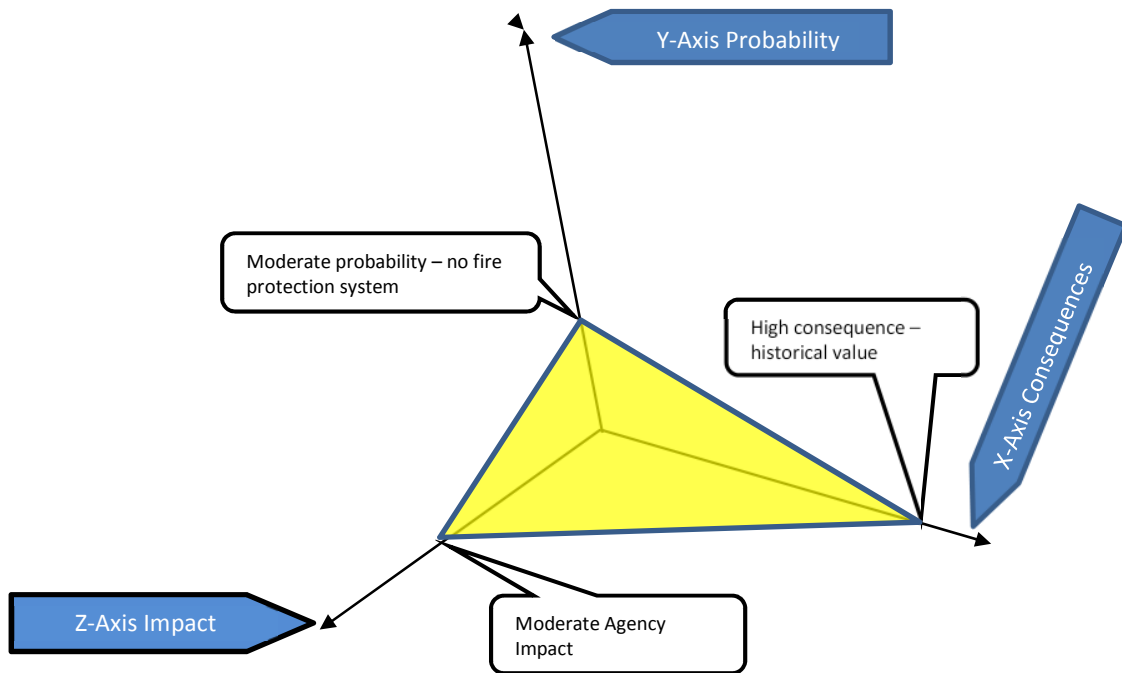 Y-Axis Probability
Moderate probability – no fire
protection system
High consequence –
historical value
X-Axis Consequences
Z-Axis Impact
Moderate Agency
Impact